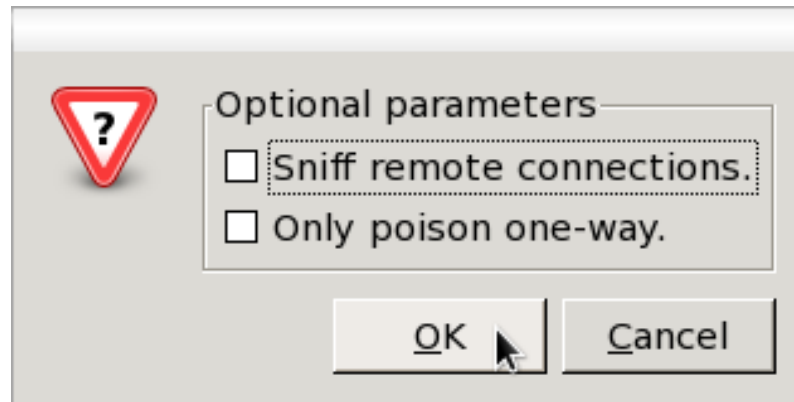 ?
Optional parameters
Sniff remote connections.
Only poison one-way.
OK
Cancel